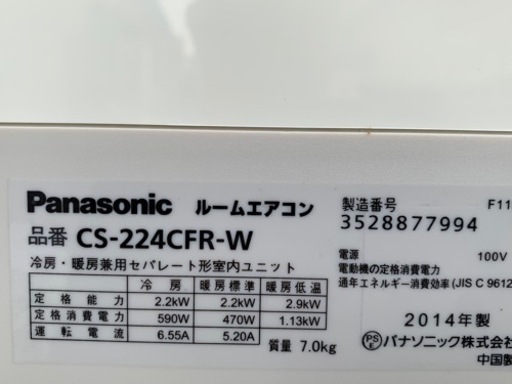 Panasonic ルームエアコン
品番 CS-224CFR-W
冷房・暖房兼用セパレート形室内ユニット
冷房 暖房標準 暖房低温
定格能力 2.2kW 2.2kW 2.9kW
定格消費電力 590W 470W 1.13kW
運転電流 6.55A 5.20A
質量 7.0kg
製造番号 F11
3528877994
電源 100V
電動機の定格消費電力
通年エネルギー消費効率(JIS C 9612
2014年製
PS E パナソニック株式会
中国製